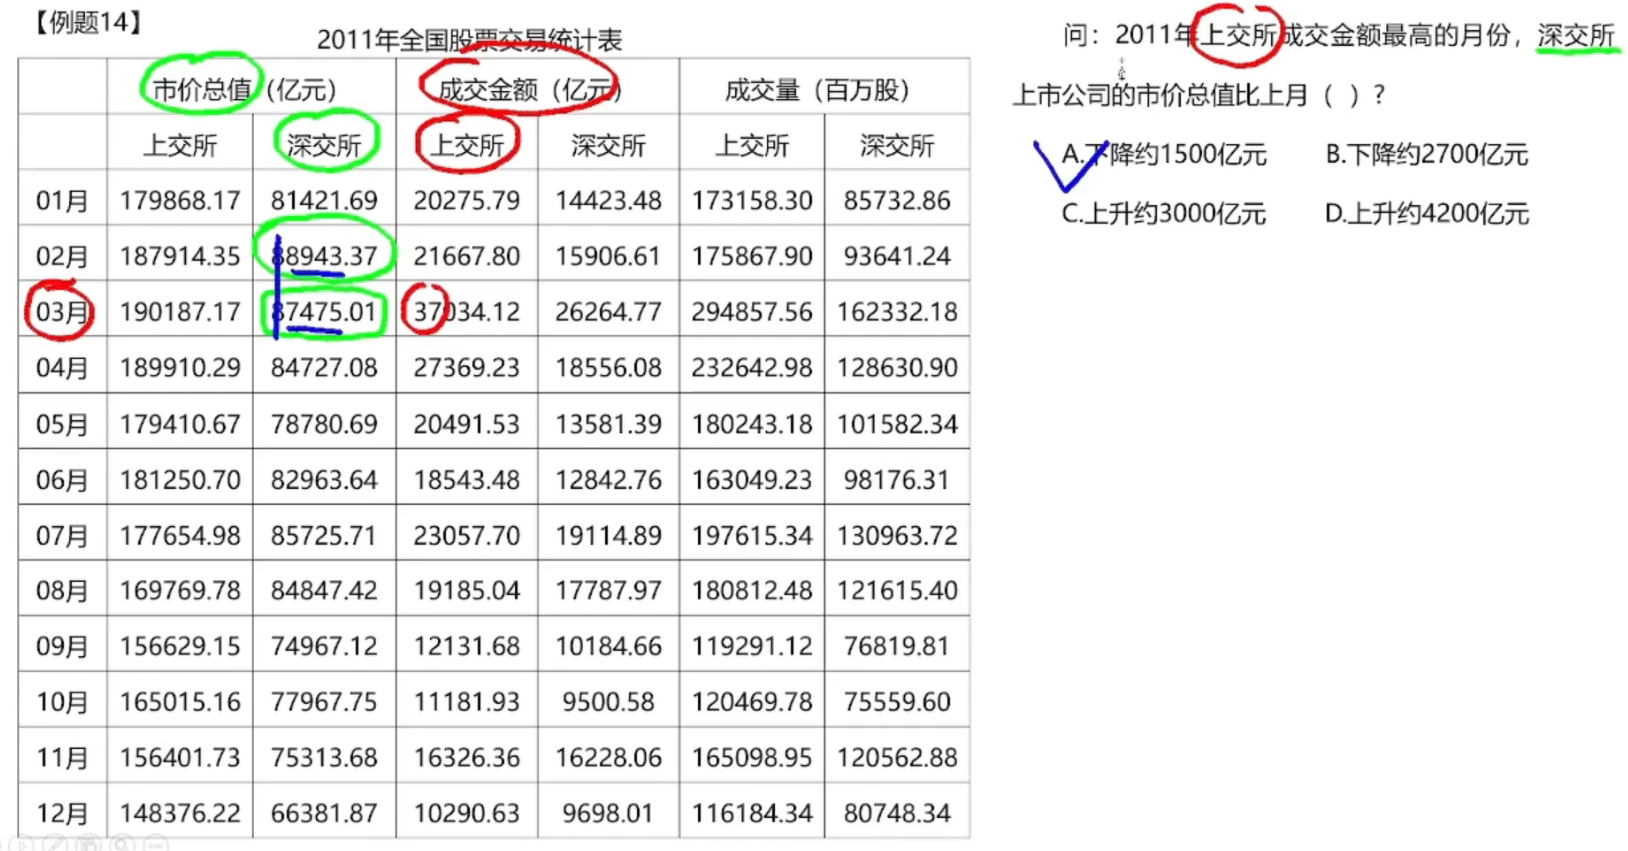 【例题14】
2011年全国股票交易统计表
市价总值（亿元） 成交金额（亿元） 成交量（百万股）
上交所 深交所 上交所 深交所 上交所 深交所
01月 179868.17 81421.69 20275.79 14423.48 173158.30 85732.86
02月 187914.35 88943.37 21667.80 15906.61 175867.90 93641.24
03月 190187.17 87475.01 37034.12 26264.77 294857.56 162332.18
04月 189910.29 84727.08 27369.23 18556.08 232642.98 128630.90
05月 179410.67 78780.69 20491.53 13581.39 180243.18 101582.34
06月 181250.70 82963.64 18543.48 12842.76 163049.23 98176.31
07月 177654.98 85725.71 23057.70 19114.89 197615.34 130963.72
08月 169769.78 84847.42 19185.04 17787.97 180812.48 121615.40
09月 156629.15 74967.12 12131.68 10184.66 119291.12 76819.81
10月 165015.16 77967.75 11181.93 9500.58 120469.78 75559.60
11月 156401.73 75313.68 16326.36 16228.06 165098.95 120562.88
12月 148376.22 66381.87 10290.63 9698.01 116184.34 80748.34
问：2011年上交所成交金额最高的月份，深交所
上市公司的市价总值比上月（ ）?
A.下降约1500亿元 B.下降约2700亿元
C.上升约3000亿元 D.上升约4200亿元